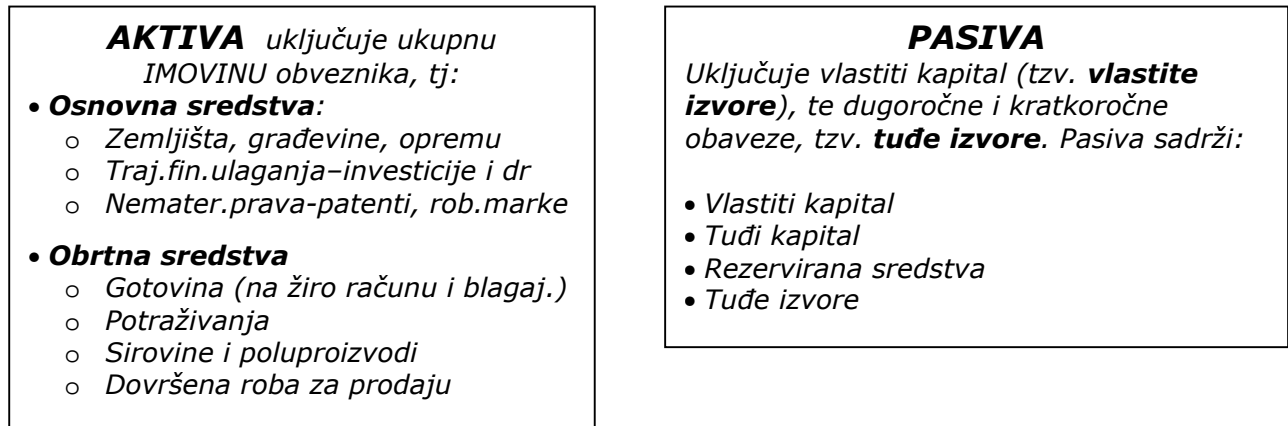 AKTIVA uključuje ukupnu
IMOVINU obveznika, tj:
• Osnovna sredstva:
o Zemljišta, građevine, opremu
o Traj.fin.ulaganja–investicije i dr
o Nemater.prava-patenti, rob.marke
• Obrtna sredstva
o Gotovina (na žiro računu i blagaj.)
o Potraživanja
o Sirovine i poluproizvodi
o Dovršena roba za prodaju
PASIVA
Uključuje vlastiti kapital (tzv. vlastite
izvore), te dugoročne i kratkoročne
obaveze, tzv. tuđe izvore. Pasiva sadrži:
• Vlastiti kapital
• Tuđi kapital
• Rezervirana sredstva
• Tuđe izvore